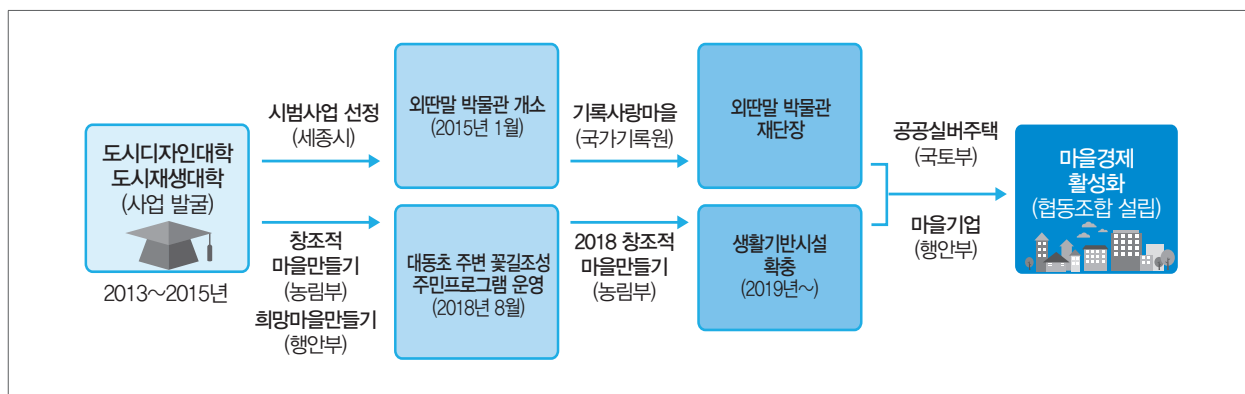 도시디자인대학
도시재생대학
(사업 발굴)
2013~2015년
시범사업 선정
(세종시)
창조적
마을만들기
(농림부)
희망마을만들기
(행안부)
외딴말 박물관 개소
(2015년 1월)
대동초 주변 꽃길조성
주민프로그램 운영
(2018년 8월)
기록사랑마을
(국가기록원)
2018 창조적
마을만들기
(농림부)
외딴말 박물관
재단장
생활기반시설
확충
(2019년~)
공공실버주택
(국토부)
마을기업
(행안부)
마을경제
활성화
(협동조합 설립)